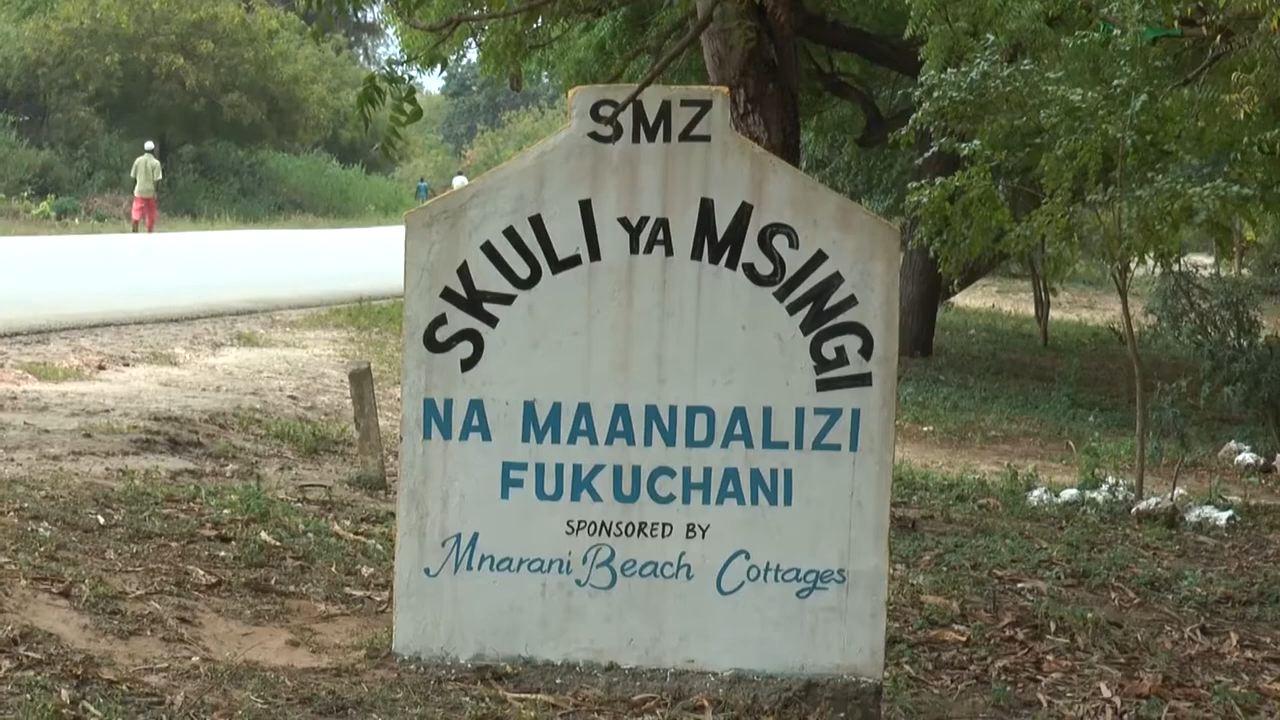 SMZ
SKULI YA MSINGI
NA MAANDALIZI
FUKUCHANI
SPONSORED BY
Mnarani Beach Cottages